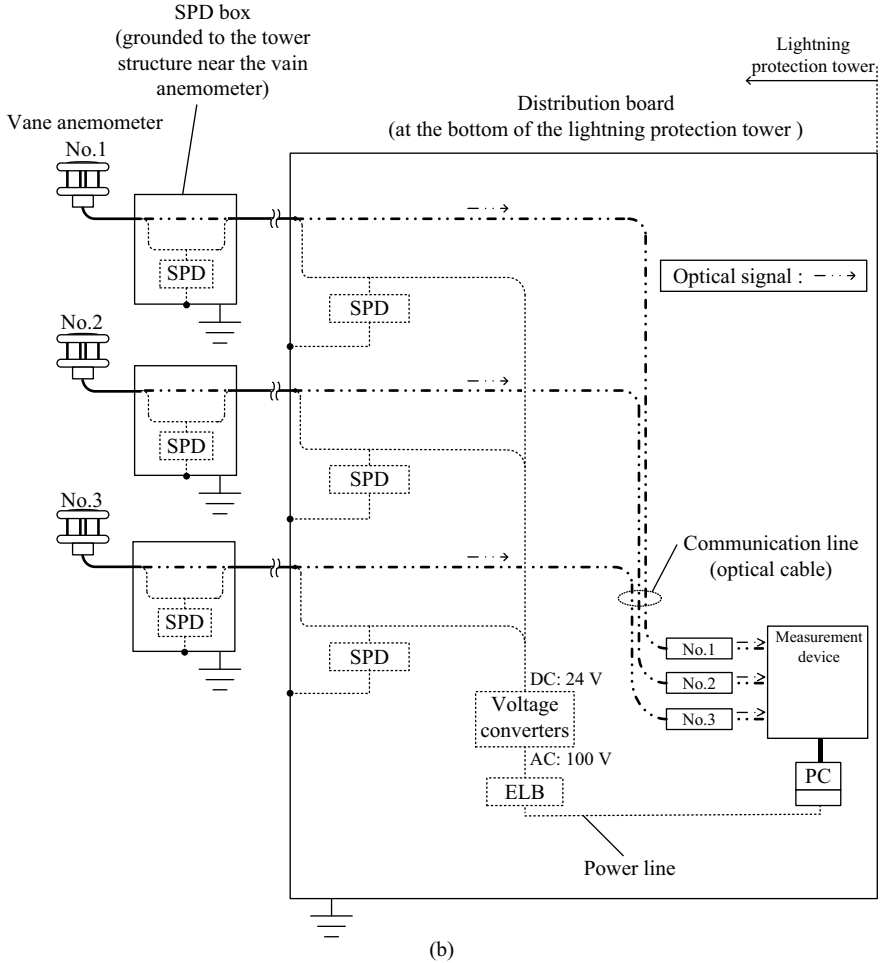 SPD box
(grounded to the tower
structure near the vain
anemometer)
Lightning
protection tower
Distribution board
(at the bottom of the lightning protection tower )
Vane anemometer
No.1
SPD
SPD
Optical signal :
No.2
SPD
SPD
No.3
Communication line
(optical cable)
SPD
SPD
No.1
No.2
No.3
Measurement
device
DC: 24 V
Voltage
converters
AC: 100 V
ELB
PC
Power line
(b)